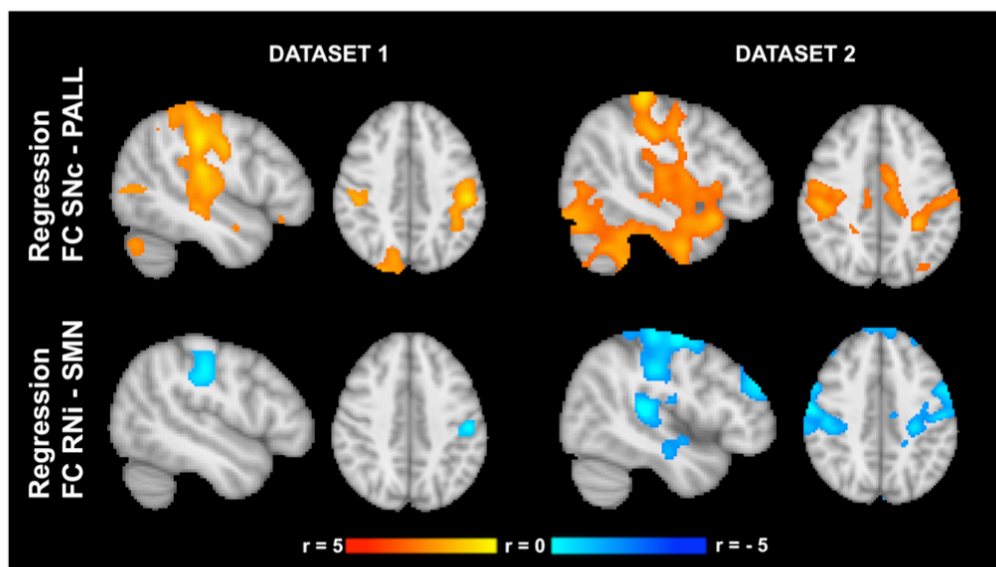 DATASET 1
DATASET 2
Regression
FC SNc - PALL
Regression
FC RNi - SMN
r = 5
r = 0
r = - 5